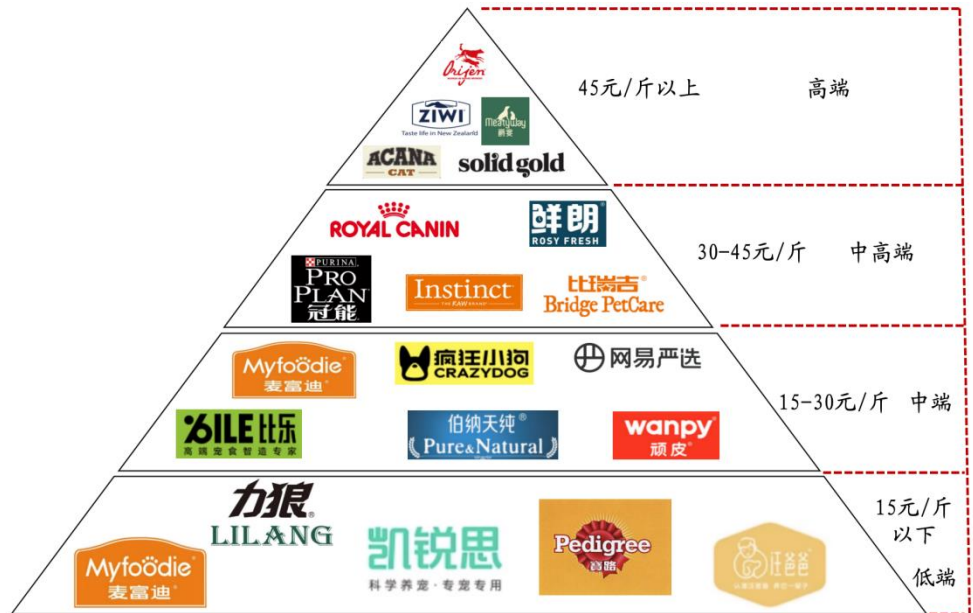 Orijen
45元/斤以上
高端
ZIWI
Taste life in New Zealand
MeatyWay
爵宴
ACANA
CAT
solid gold
ROYAL CANIN
鲜朗
ROSY FRESH
30-45元/斤
中高端
PURINA
PRO
PLAN
冠能
Instinct
THE RAW BRAND
比瑞吉
Bridge PetCare
Myfoodie
麦富迪
疯狂小狗
CRAZYDOG
网易严选
15-30元/斤
中端
BILE比乐
高端宠食智造专家
伯纳天纯
Pure&Natural
wanpy
顽皮
力狼
LILANG
15元/斤
以下
低端
Myfoodie
麦富迪
凯锐思
科学养宠·专宠专用
Pedigree
宝路
汪爸爸